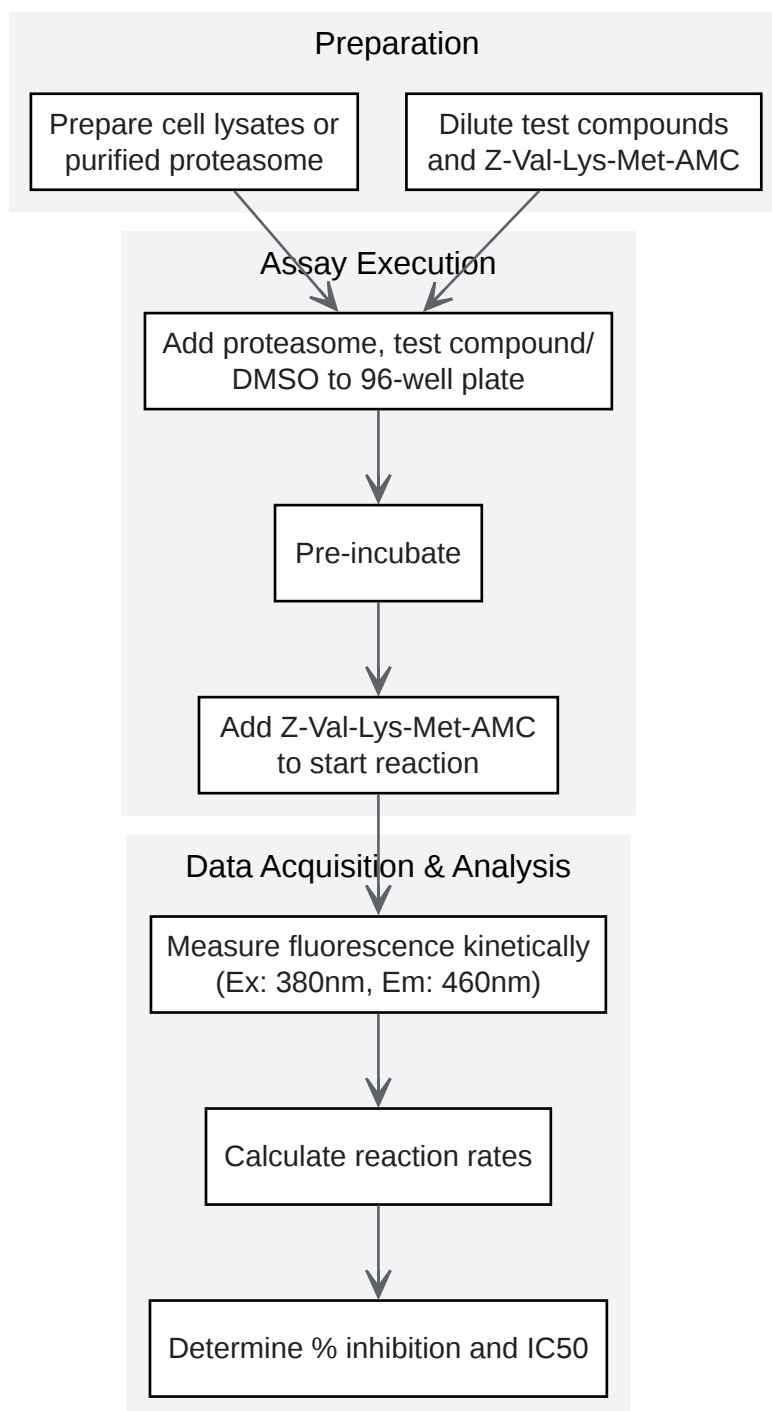 Preparation
Prepare cell lysates or
purified proteasome
Dilute test compounds
and Z-Val-Lys-Met-AMC
Assay Execution
Add proteasome, test compound/
DMSO to 96-well plate
Pre-incubate
Add Z-Val-Lys-Met-AMC
to start reaction
Data Acquisition & Analysis
Measure fluorescence kinetically
(Ex: 380nm, Em: 460nm)
Calculate reaction rates
Determine % inhibition and IC50